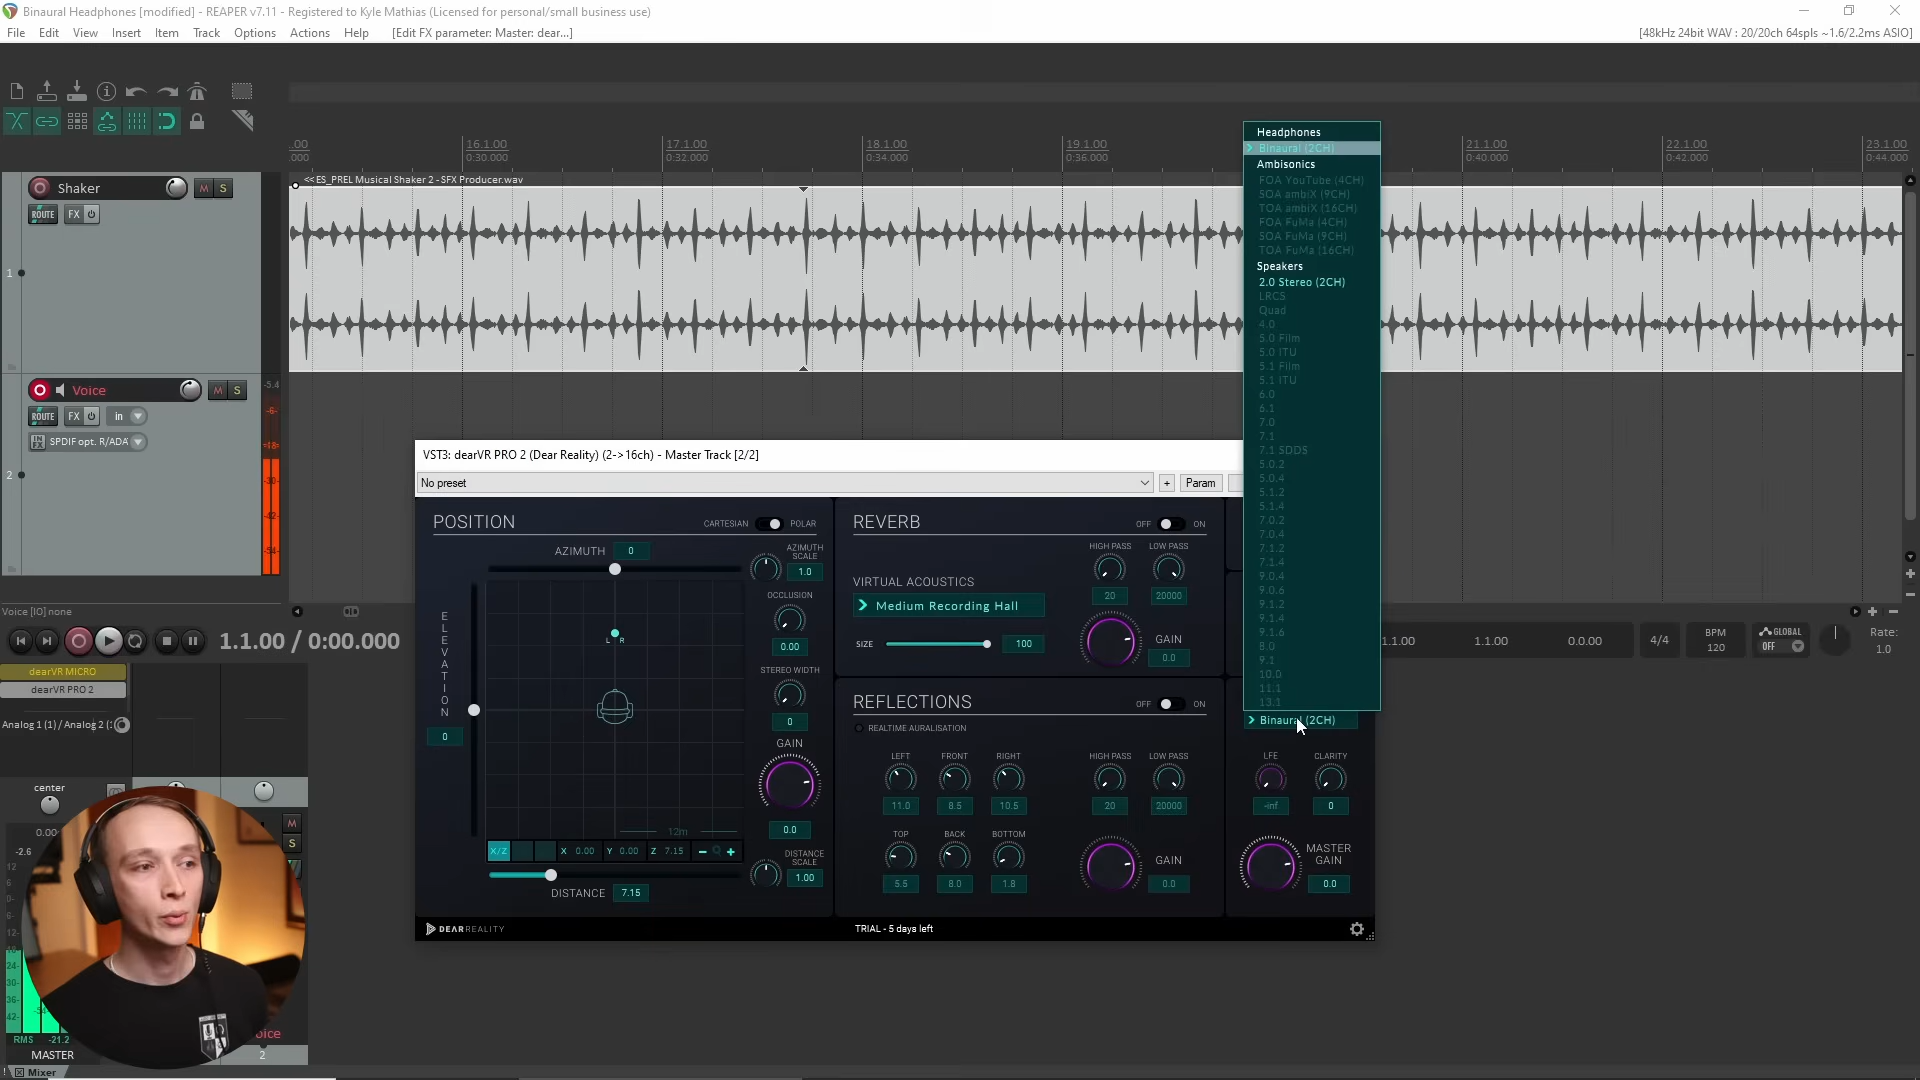 Binaural Headphones [modified] - REAPER v7.11 - Registered to Kyle Mathias (Licensed for personal/small business use)
File Edit View Insert Item Track Options Actions Help [Edit FX parameter: Master: dear...]
[48kHz 24bit WAV : 20/20ch 64spls ~1.6/2.2ms ASIO]
.00 16.1.00 17.1.00 18.1.00 19.1.00 21.1.00 22.1.00 23.1.00
.000 0:30.000 0:32.000 0:34.000 0:36.000 0:40.000 0:42.000 0:44.000
<< ES_PREL Musical Shaker 2 - SFX Producer.wav
Shaker M S
ROUTE FX
1
Voice M S
ROUTE FX in
IN FX SPDIF opt. R/ADA
2
-5.4
-6-
-18-
-30-
-42-
-54-
Headphones
Binaural (2CH)
Ambisonics
FOA YouTube (4CH)
SOA ambiX (9CH)
TOA ambiX (16CH)
FOA FuMa (4CH)
SOA FuMa (9CH)
TOA FuMa (16CH)
Speakers
2.0 Stereo (2CH)
LRCS
Quad
4.0
5.0 Film
5.0 ITU
5.1 Film
5.1 ITU
6.0
6.1
7.0
7.1
7.1 SDDS
5.0.2
5.0.4
5.1.2
5.1.4
7.0.2
7.0.4
7.1.2
7.1.4
9.0.4
9.0.6
9.1.2
9.1.4
9.1.6
8.0
9.1
10.0
11.1
13.1
Binaural (2CH)
VST3: dearVR PRO 2 (Dear Reality) (2->16ch) - Master Track [2/2]
No preset + Param
POSITION CARTESIAN POLAR
AZIMUTH 0
AZIMUTH SCALE
1.0
OCCLUSION
0.00
STEREO WIDTH
0
GAIN
0.0
ELEVATION
0
L R
12m
X/Z X 0.00 Y 0.00 Z 7.15
DISTANCE SCALE
1.00
DISTANCE 7.15
REVERB OFF ON
HIGH PASS LOW PASS
20 20000
VIRTUAL ACOUSTICS
Medium Recording Hall
SIZE 100
GAIN
0.0
REFLECTIONS OFF ON
REALTIME AURALISATION
LEFT FRONT RIGHT HIGH PASS LOW PASS
11.0 8.5 10.5 20 20000
TOP BACK BOTTOM
5.5 8.0 1.8
GAIN
0.0
LFE CLARITY
-inf 0
MASTER GAIN
0.0
DEARREALITY
TRIAL - 5 days left
Voice [IO] none
1.1.00 / 0:00.000
1.1.00 1.1.00 0.0.00 4/4
BPM
120
GLOBAL
OFF
Rate:
1.0
dearVR MICRO
dearVR PRO 2
Analog 1 (1) / Analog 2 (
center
0.00
-2.6
12
6
0-
6-
12-
18
24-
30-
36-
42-
-54-
M
S
RMS -21.2
MASTER
oice
2
Mixer